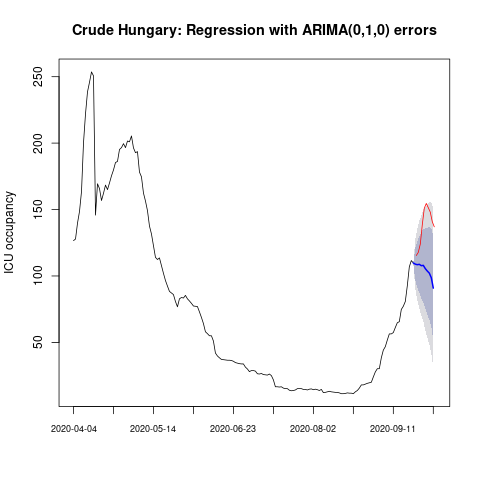 Crude Hungary: Regression with ARIMA(0,1,0) errors
ICU occupancy
250
200
150
100
50
2020-04-04 2020-05-14 2020-06-23 2020-08-02 2020-09-11